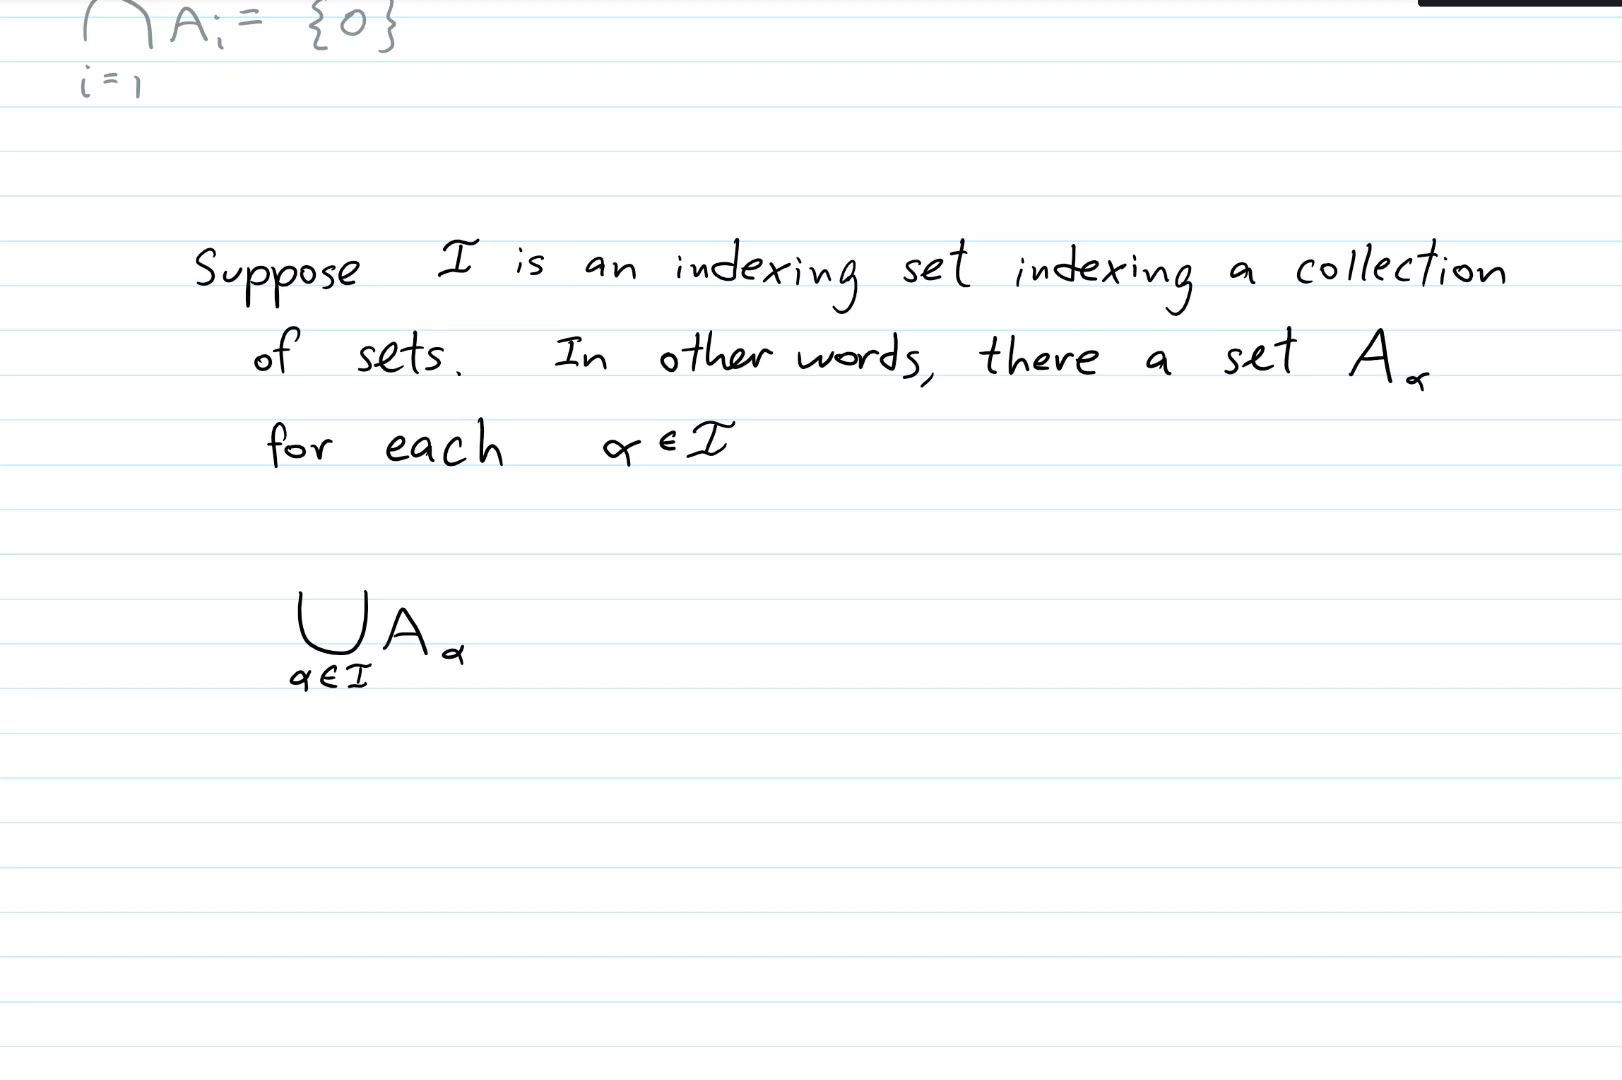 ⋂ Aᵢ = {0}
i=1
Suppose I is an indexing set indexing a collection
of sets. In other words, there a set A_α
for each α ∈ I
⋃ A_α
α∈I